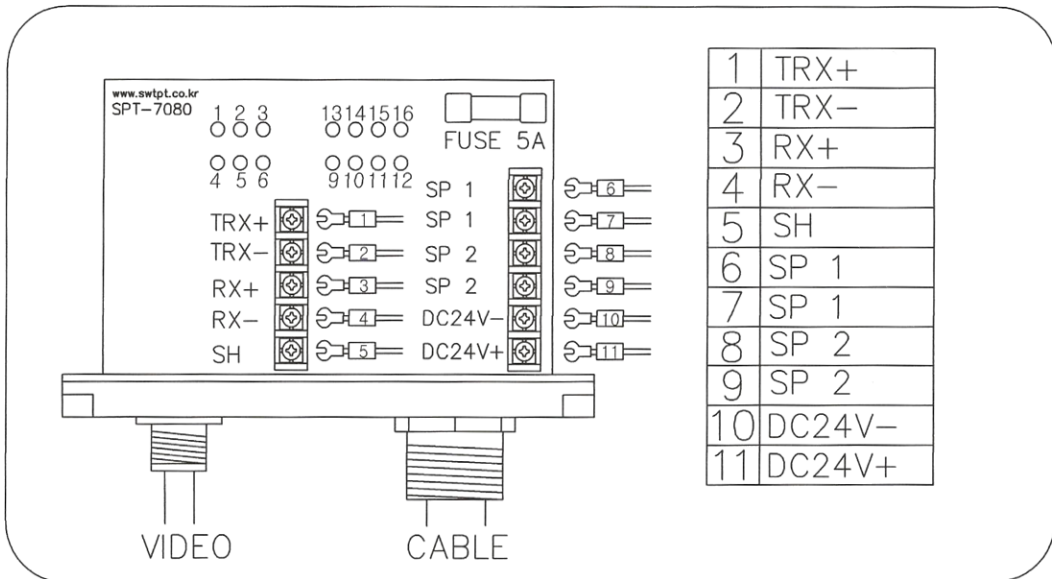 www.swtpt.co.kr
SPT-7080
1 2 3
13 14 15 16
4 5 6
9 10 11 12
FUSE 5A
TRX+ 1
TRX- 2
RX+ 3
RX- 4
SH 5
SP 1 6
SP 1 7
SP 2 8
SP 2 9
DC24V- 10
DC24V+ 11
VIDEO
CABLE
1 TRX+
2 TRX-
3 RX+
4 RX-
5 SH
6 SP 1
7 SP 1
8 SP 2
9 SP 2
10 DC24V-
11 DC24V+